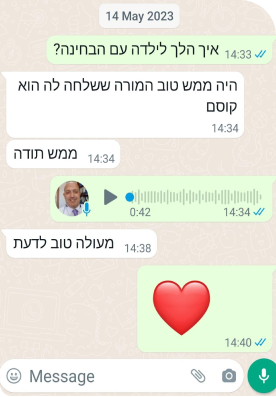 14 May 2023
איך הלך לילדה עם הבחינה?
14:33
היה ממש טוב המורה ששלחה לה הוא
קוסם
14:34
ממש תודה
14:34
0:42
14:34
מעולה טוב לדעת
14:38
14:40
Message